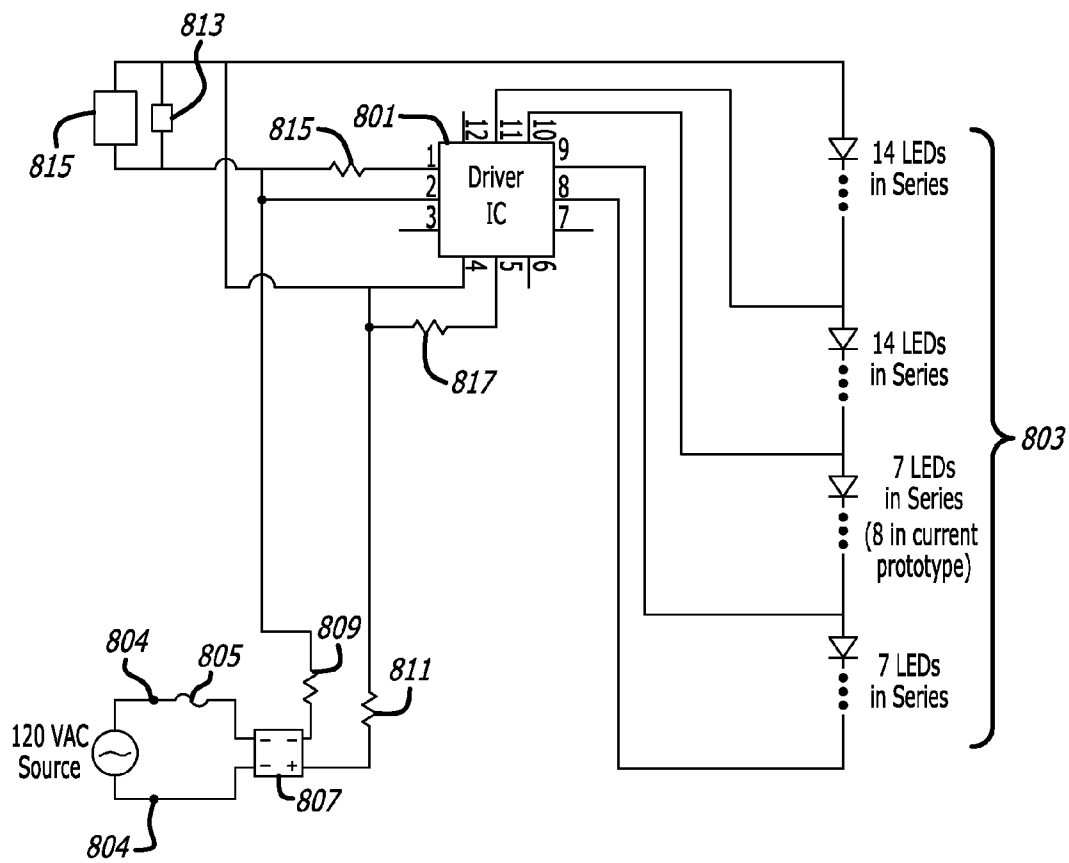 813
815
815
801
12
11
10
1
2
3
Driver
IC
9
8
7
4
5
6
817
14 LEDs
in Series
14 LEDs
in Series
7 LEDs
in Series
(8 in current
prototype)
7 LEDs
in Series
803
809
811
804
805
120 VAC
Source
− −
− +
807
804